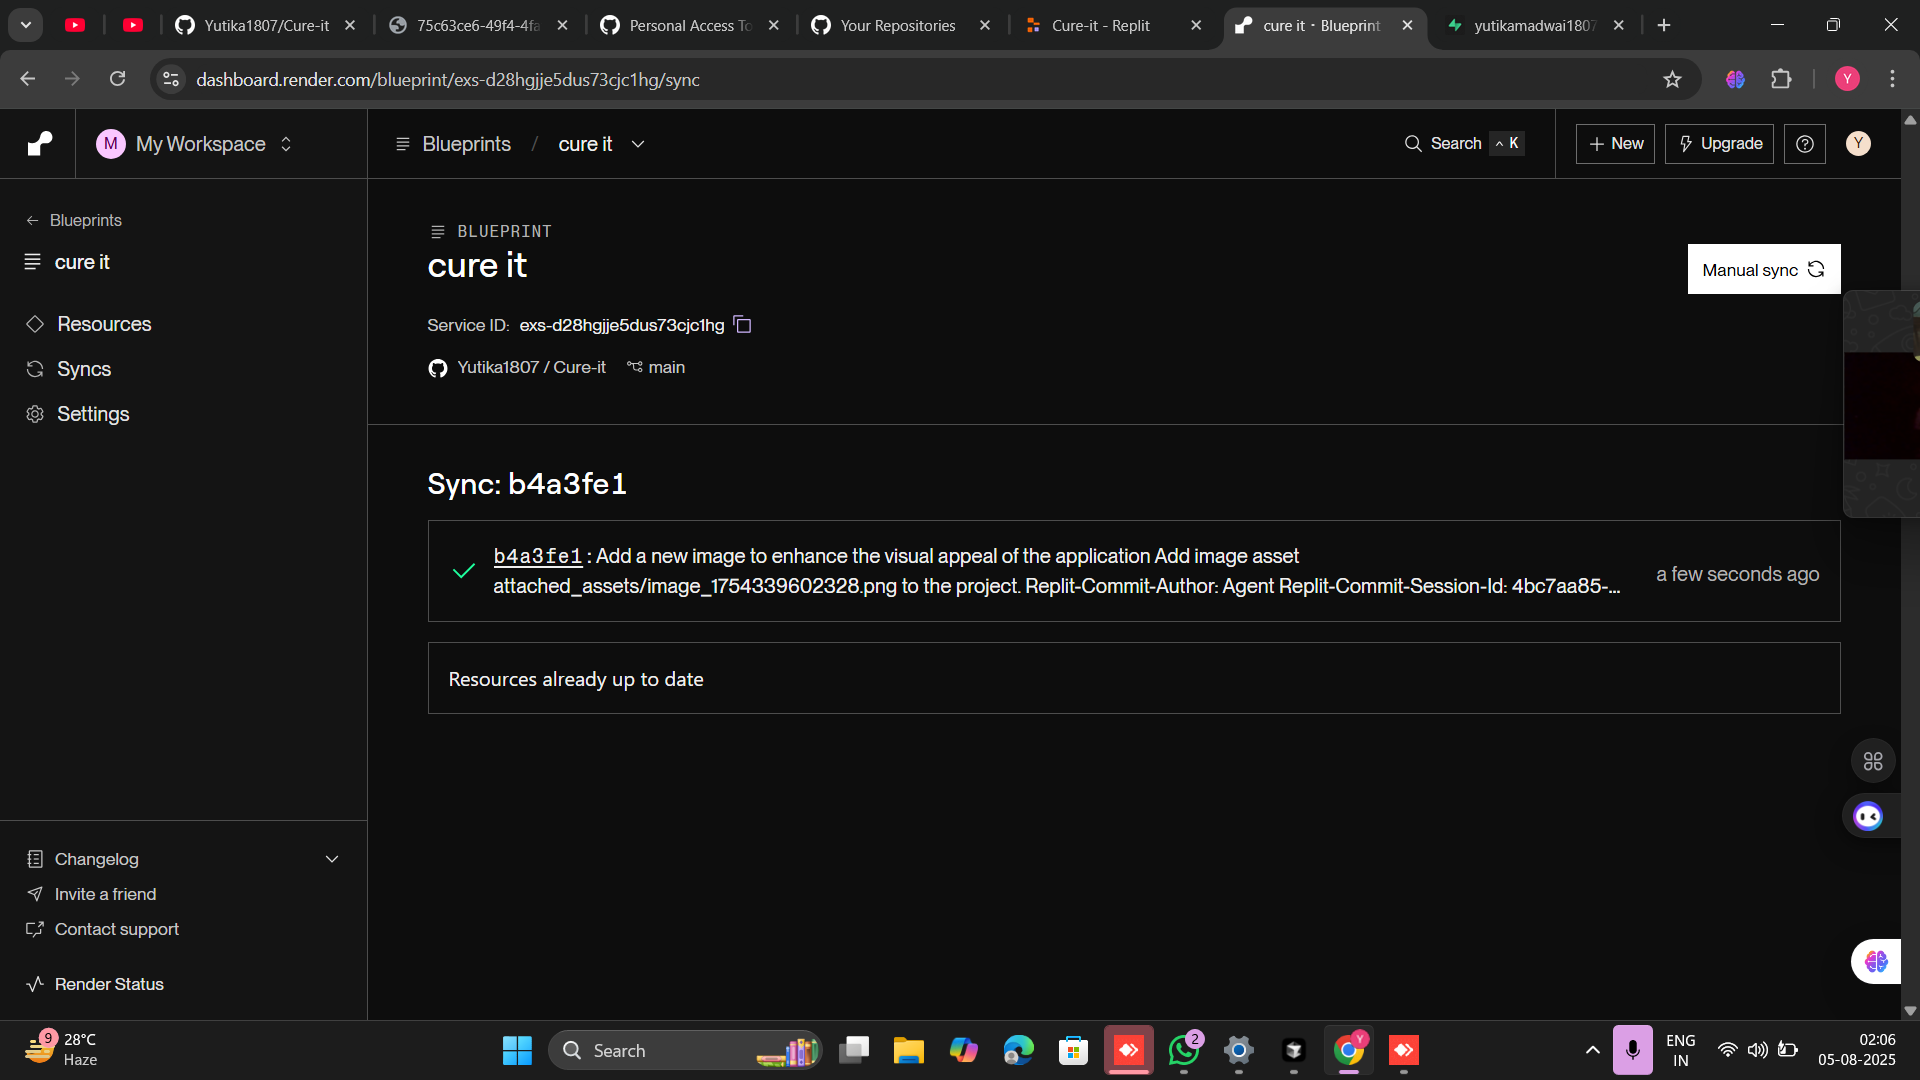 Yutika1807/Cure-it
75c63ce6-49f4-4fa
Personal Access To
Your Repositories
Cure-it - Replit
cure it · Blueprint
yutikamadwai1807
dashboard.render.com/blueprint/exs-d28hgjje5dus73cjc1hg/sync
Y
M My Workspace
Blueprints / cure it
Search ^ K
+ New
Upgrade
Y
← Blueprints
cure it
Resources
Syncs
Settings
BLUEPRINT
cure it
Manual sync
Service ID: exs-d28hgjje5dus73cjc1hg
Yutika1807 / Cure-it main
Sync: b4a3fe1
b4a3fe1: Add a new image to enhance the visual appeal of the application Add image asset
attached_assets/image_1754339602328.png to the project. Replit-Commit-Author: Agent Replit-Commit-Session-Id: 4bc7aa85-...
a few seconds ago
Resources already up to date
Changelog
Invite a friend
Contact support
Render Status
9
28°C
Haze
Search
2
Y
ENG
IN
02:06
05-08-2025